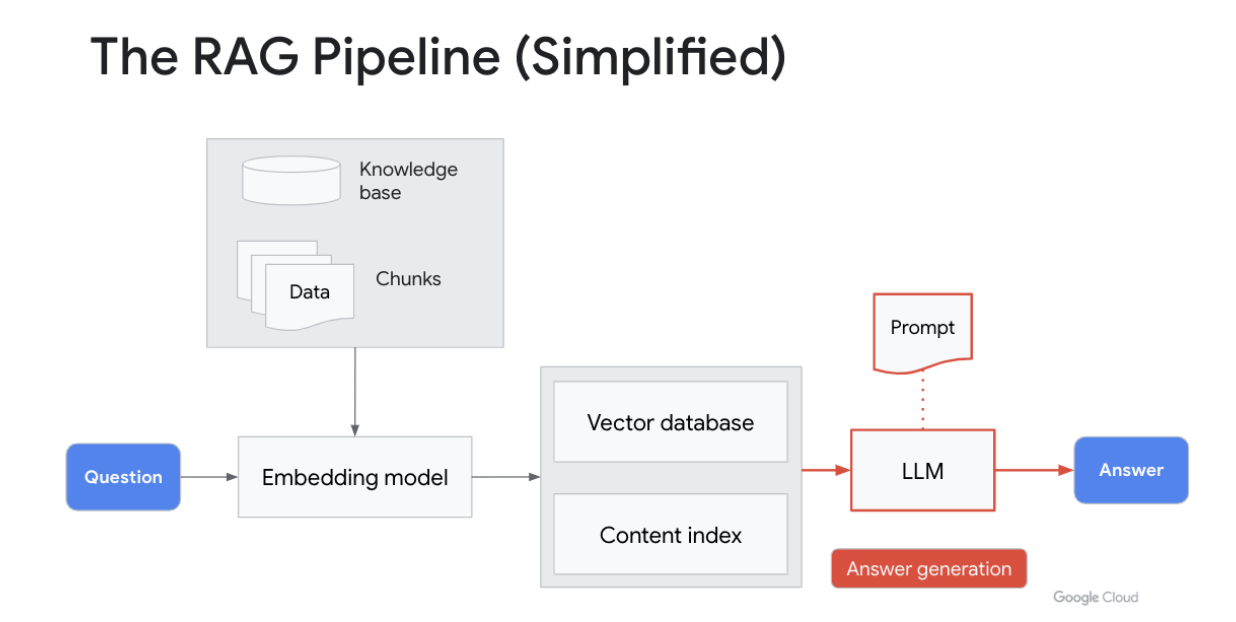 The RAG Pipeline (Simplified)
Knowledge
base
Data
Chunks
Prompt
Question
Embedding model
Vector database
Content index
LLM
Answer
Answer generation
Google Cloud